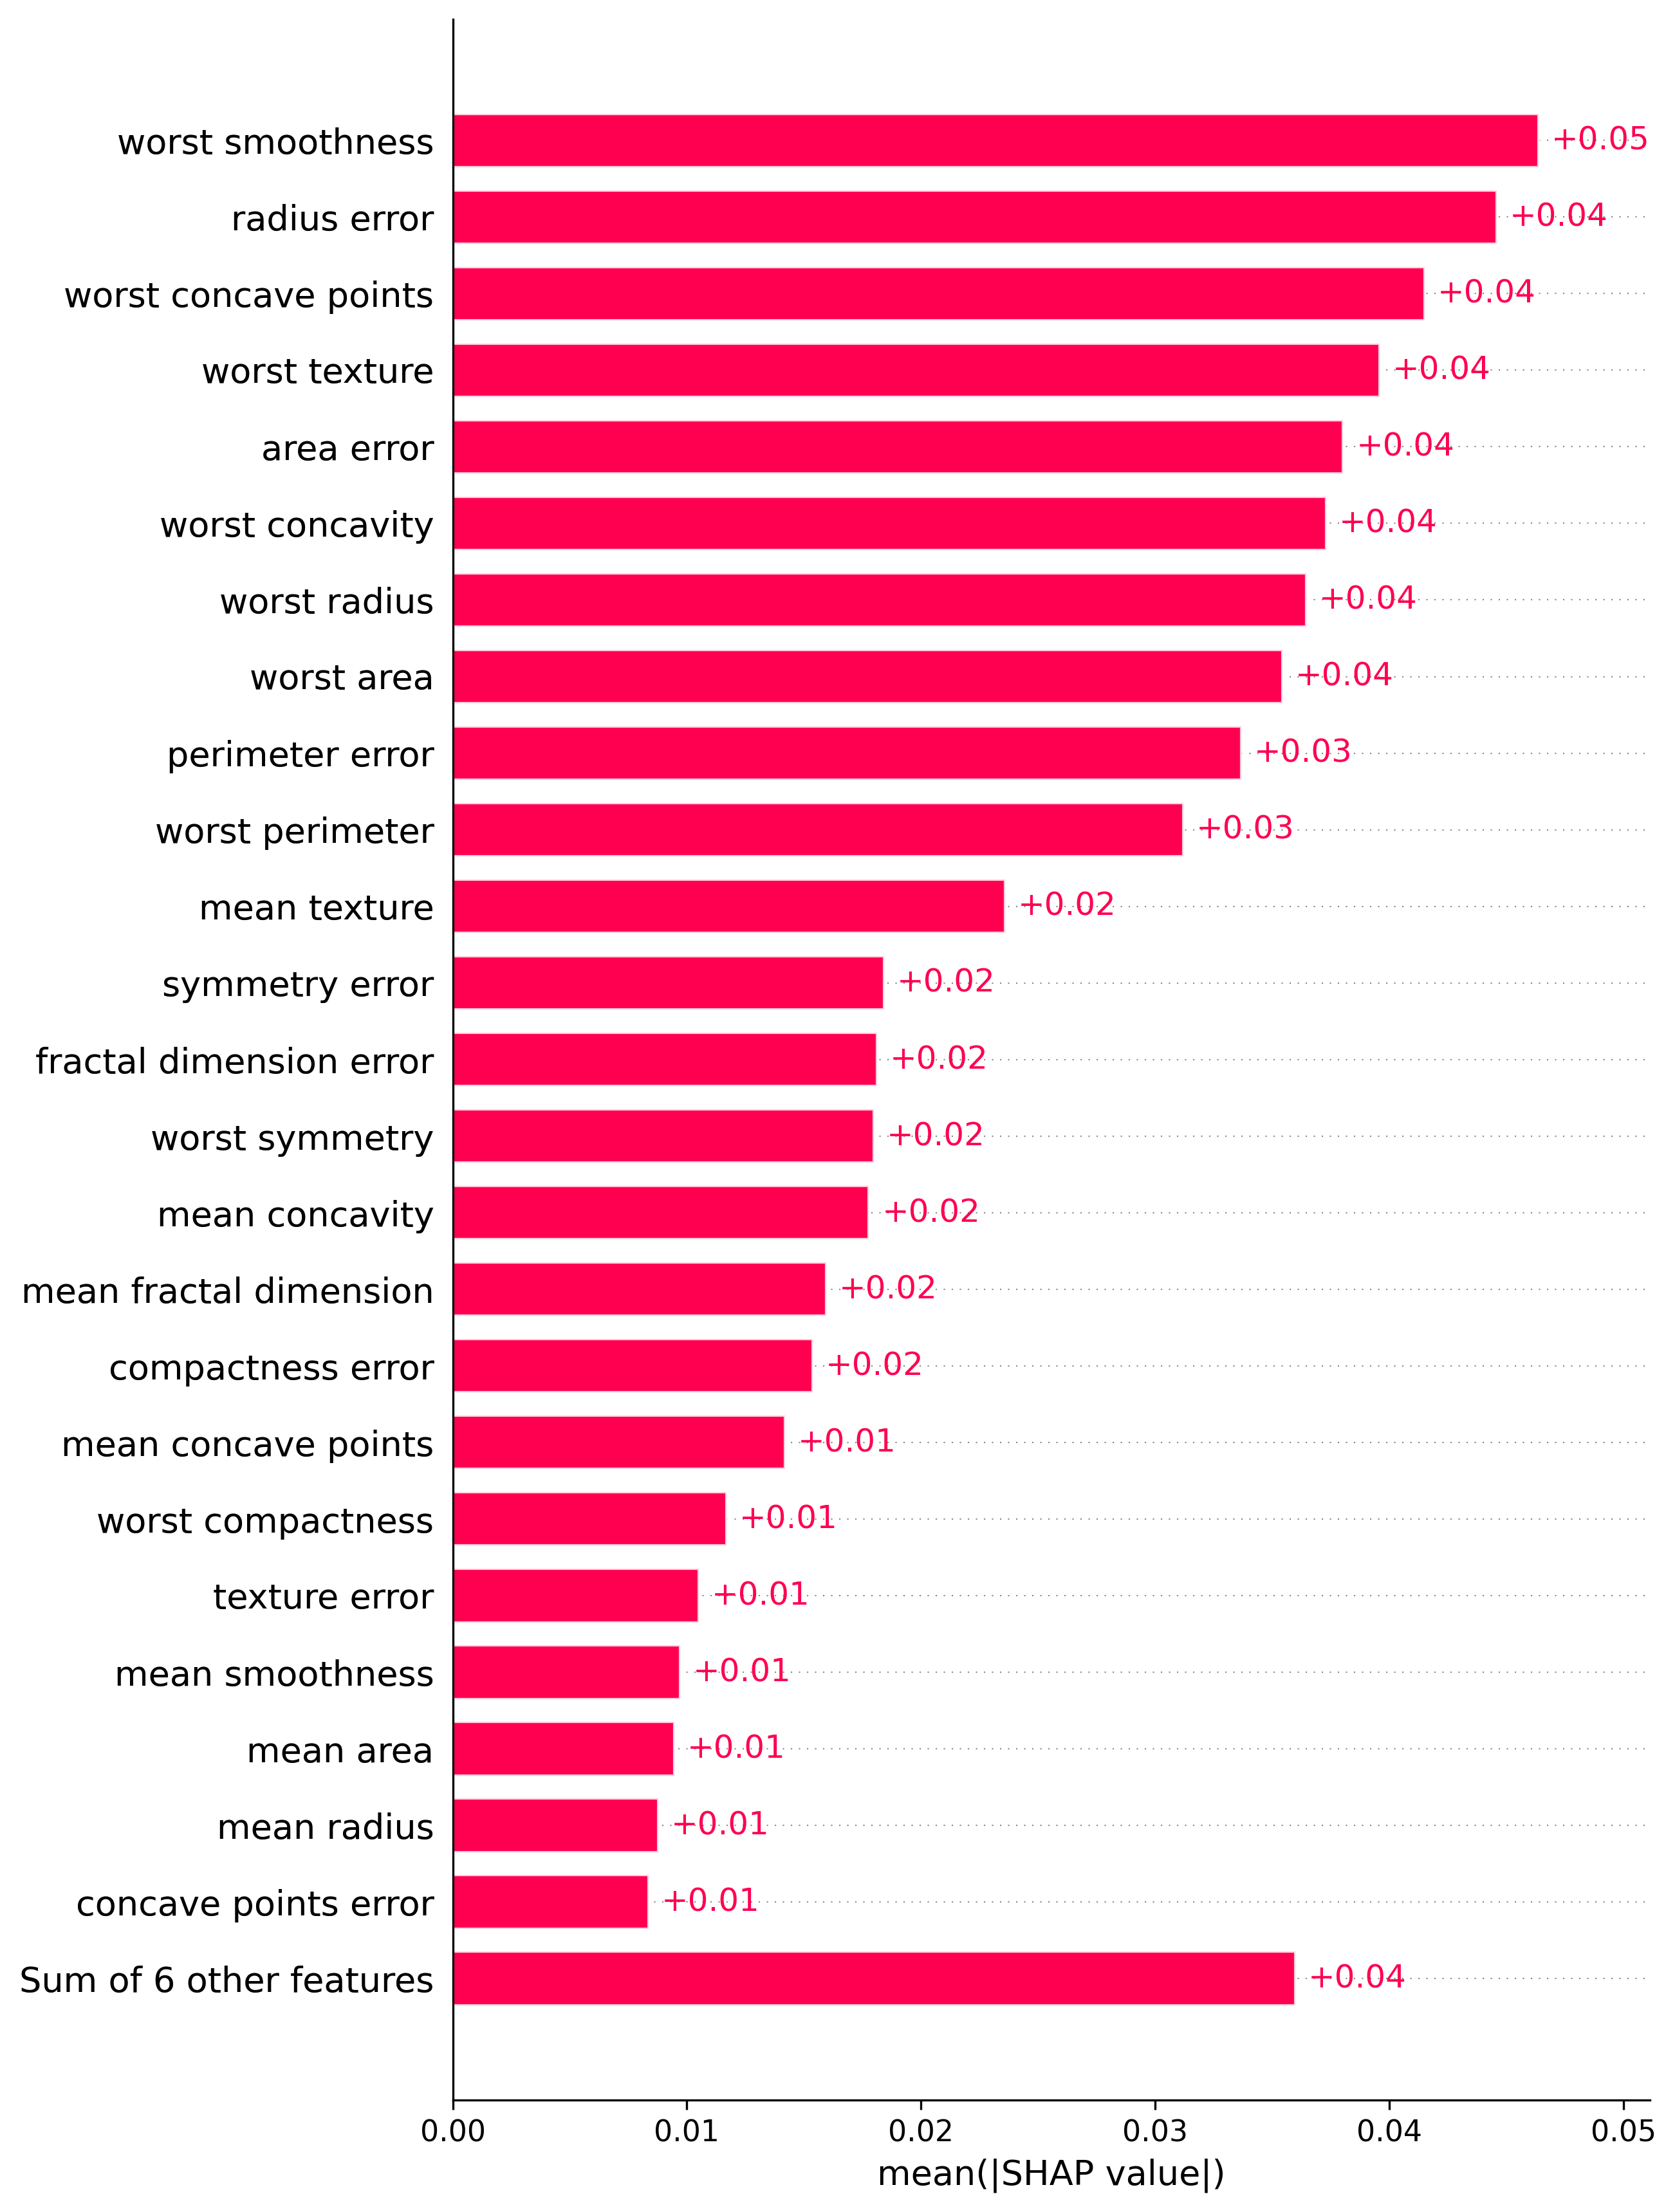 worst smoothness +0.05
radius error +0.04
worst concave points +0.04
worst texture +0.04
area error +0.04
worst concavity +0.04
worst radius +0.04
worst area +0.04
perimeter error +0.03
worst perimeter +0.03
mean texture +0.02
symmetry error +0.02
fractal dimension error +0.02
worst symmetry +0.02
mean concavity +0.02
mean fractal dimension +0.02
compactness error +0.02
mean concave points +0.01
worst compactness +0.01
texture error +0.01
mean smoothness +0.01
mean area +0.01
mean radius +0.01
concave points error +0.01
Sum of 6 other features +0.04
0.00 0.01 0.02 0.03 0.04 0.05
mean(|SHAP value|)